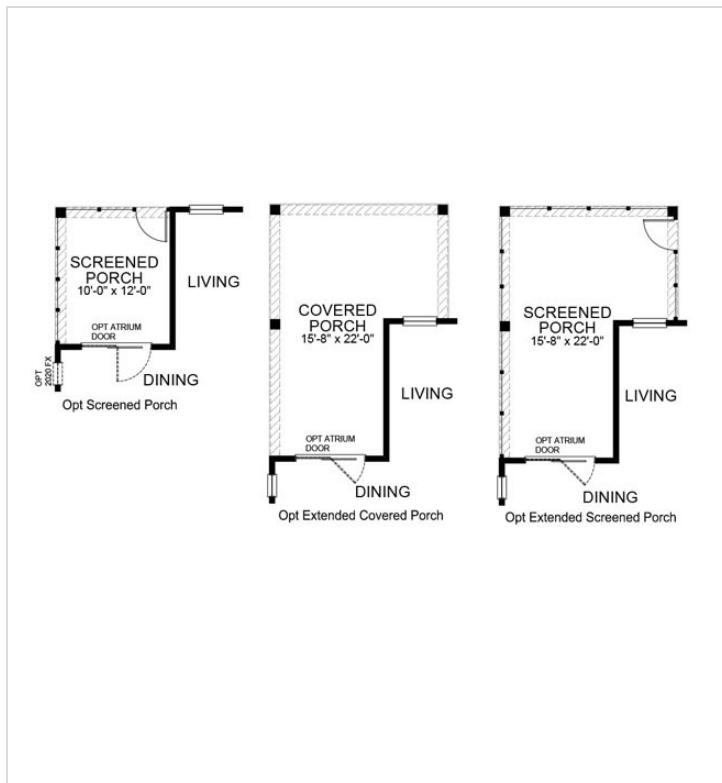 SCREENED
PORCH
10'-0" x 12'-0"
LIVING
OPT ATRIUM
DOOR
OPT
2020 FX
DINING
Opt Screened Porch
COVERED
PORCH
15'-8" x 22'-0"
LIVING
OPT ATRIUM
DOOR
DINING
Opt Extended Covered Porch
SCREENED
PORCH
15'-8" x 22'-0"
LIVING
OPT ATRIUM
DOOR
DINING
Opt Extended Screened Porch